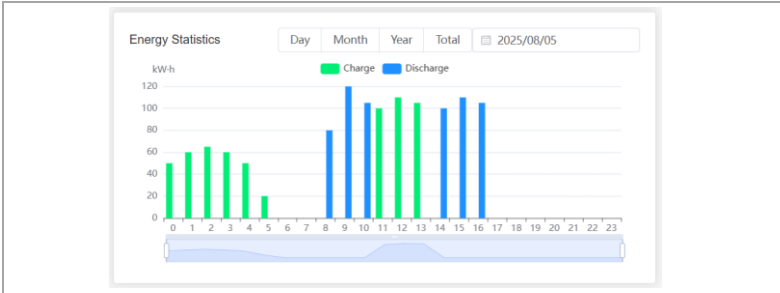 Energy Statistics
Day Month Year Total 2025/08/05
kW·h
Charge Discharge
120
100
80
60
40
20
0
0 1 2 3 4 5 6 7 8 9 10 11 12 13 14 15 16 17 18 19 20 21 22 23